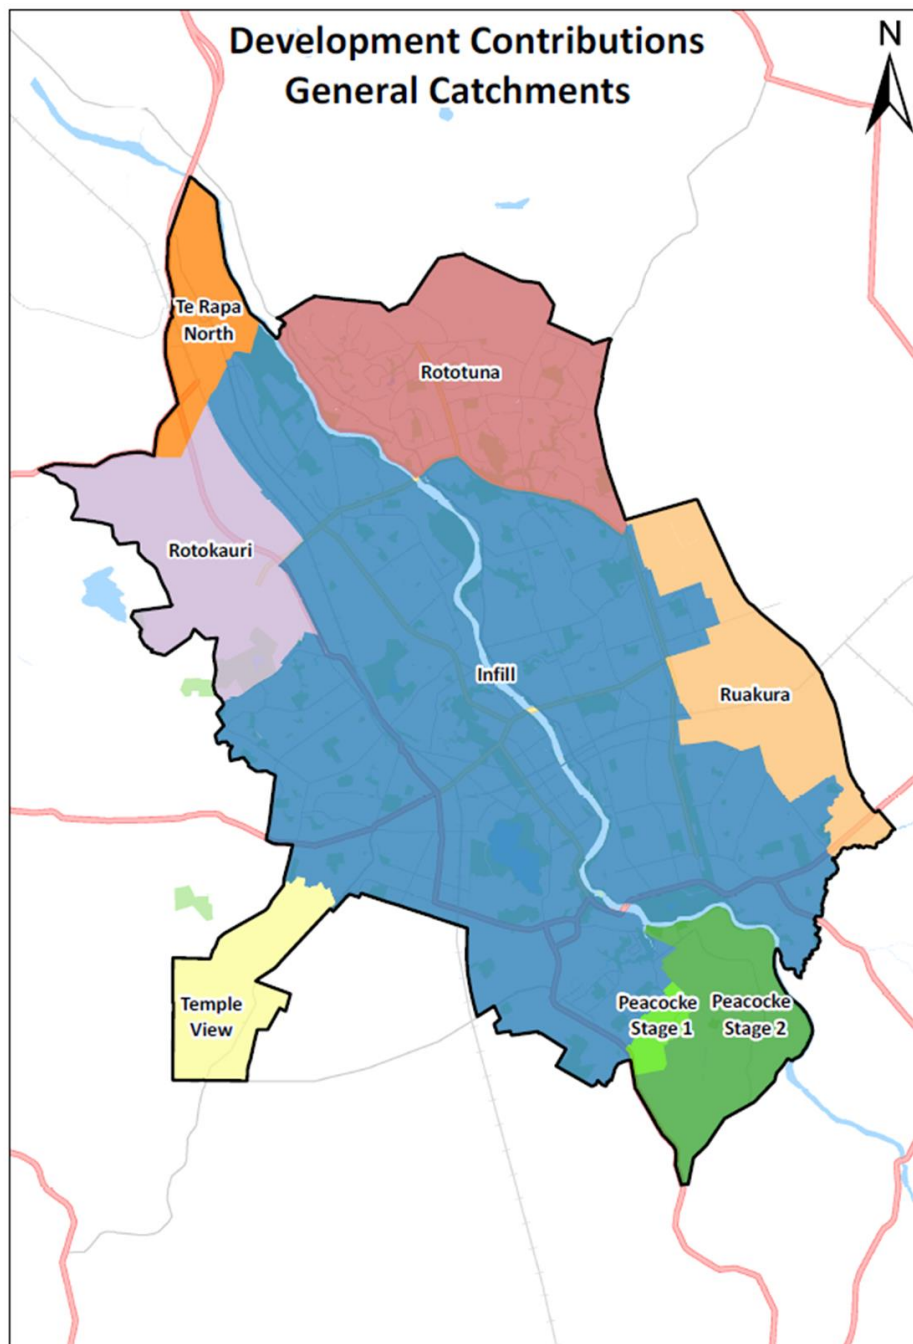 Development Contributions
General Catchments
N
Te Rapa
North
Rototuna
Rotokauri
Infill
Ruakura
Temple
View
Peacocke
Stage 1
Peacocke
Stage 2